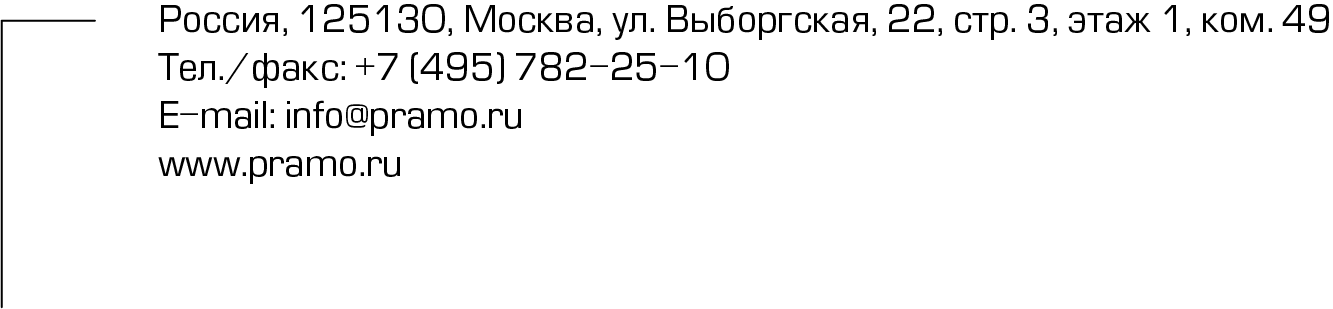 Россия, 125130, Москва, ул. Выборгская, 22, стр. 3, этаж 1, ком. 49
Тел./факс: +7 (495) 782-25-10
E-mail: info@pramo.ru
www.pramo.ru